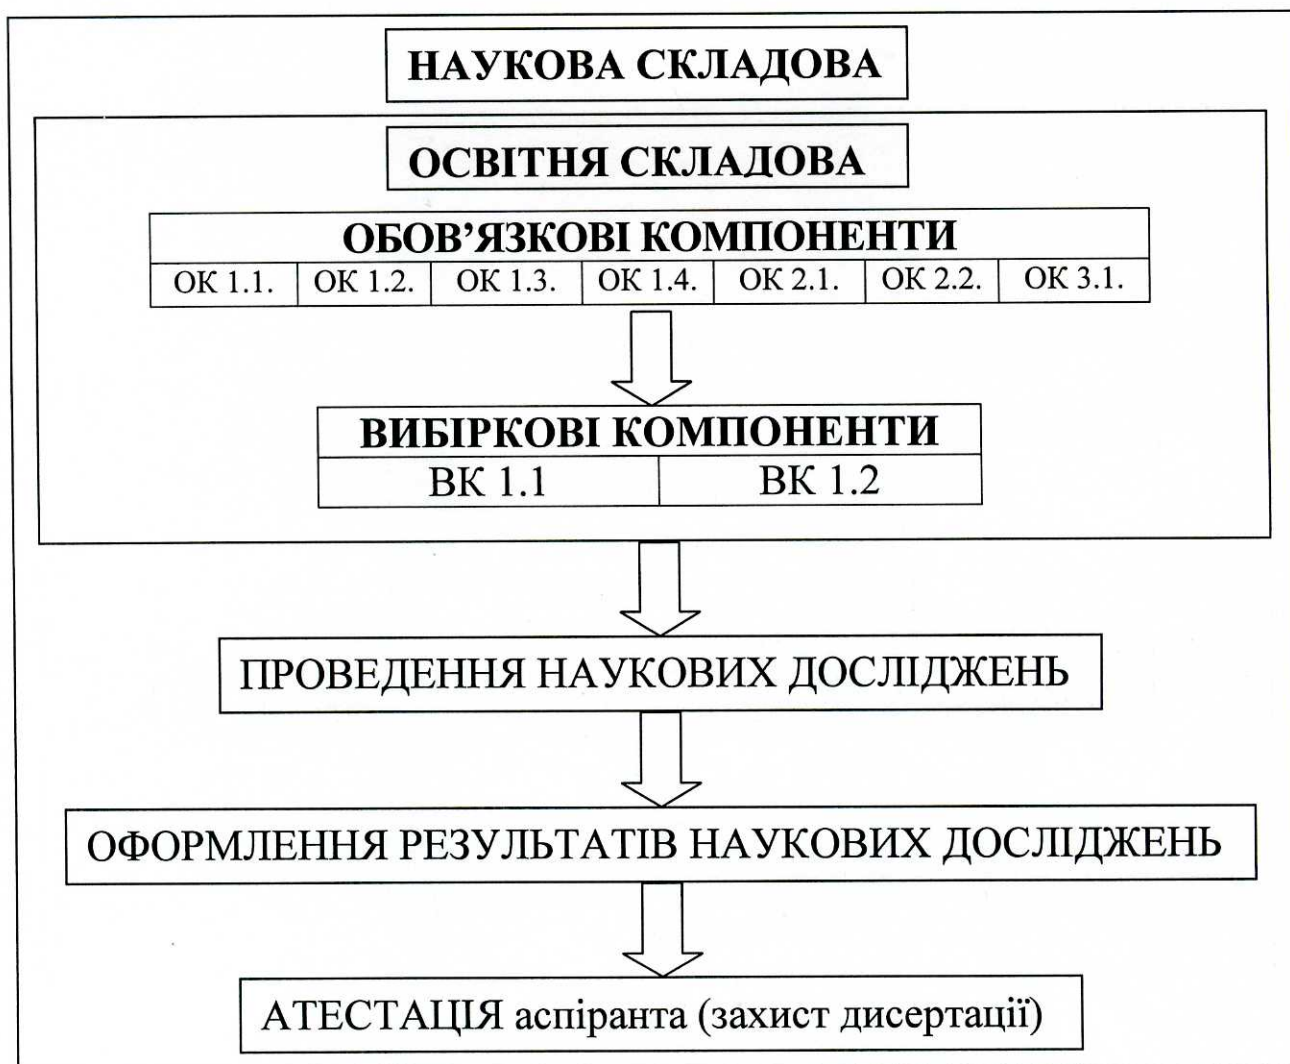 НАУКОВА СКЛАДОВА
ОСВІТНЯ СКЛАДОВА
ОБОВ’ЯЗКОВІ КОМПОНЕНТИ
ОК 1.1. ОК 1.2. ОК 1.3. ОК 1.4. ОК 2.1. ОК 2.2. ОК 3.1.
ВИБІРКОВІ КОМПОНЕНТИ
ВК 1.1 ВК 1.2
ПРОВЕДЕННЯ НАУКОВИХ ДОСЛІДЖЕНЬ
ОФОРМЛЕННЯ РЕЗУЛЬТАТІВ НАУКОВИХ ДОСЛІДЖЕНЬ
АТЕСТАЦІЯ аспіранта (захист дисертації)